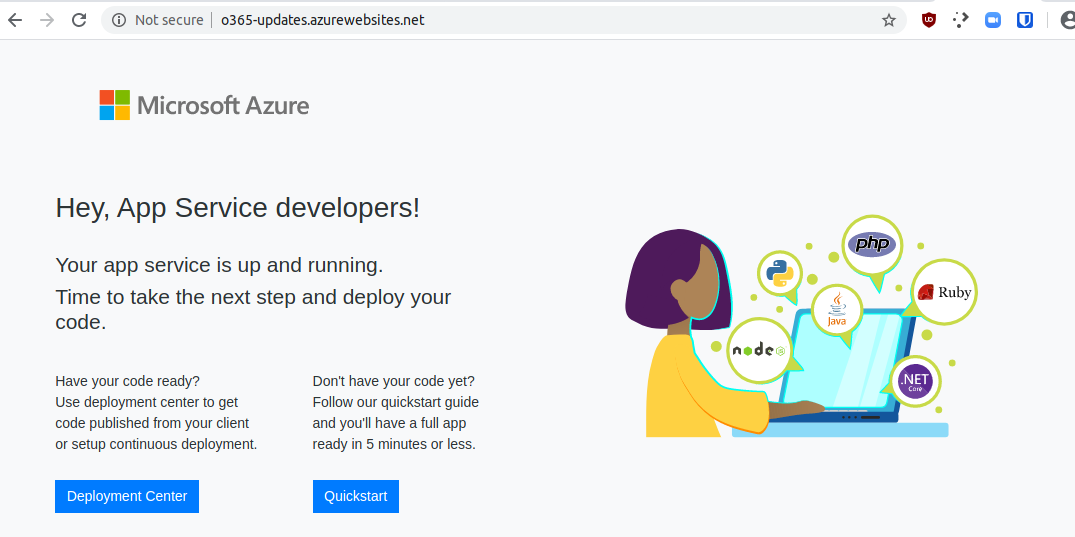 Not secure | o365-updates.azurewebsites.net
UD
Microsoft Azure
Hey, App Service developers!
Your app service is up and running.
Time to take the next step and deploy your
code.
Have your code ready?
Use deployment center to get
code published from your client
or setup continuous deployment.
Deployment Center
Don't have your code yet?
Follow our quickstart guide
and you'll have a full app
ready in 5 minutes or less.
Quickstart
php
Ruby
Java
node
JS
.NET
Core